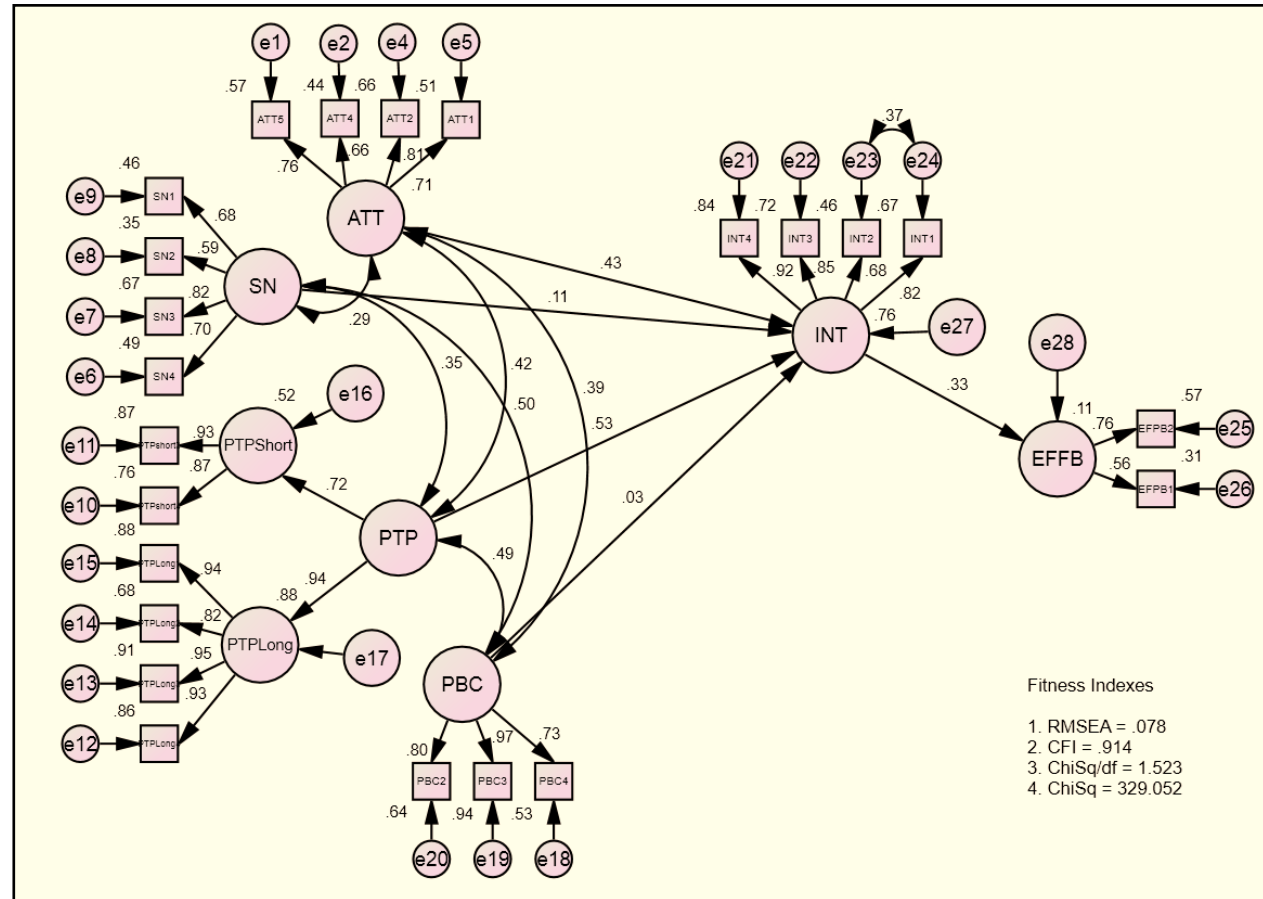 e1 e2 e4 e5
.57 .44 .66 .51
ATT5 ATT4 ATT2 ATT1
.76 .66 .81 .71
ATT
.37
e21 e22 e23 e24
.84 .72 .46 .67
INT4 INT3 INT2 INT1
.92 .85 .68 .82
INT
.76
e27
.46
e9 SN1 .68
.35
e8 SN2 .59
.67
e7 SN3 .82
.49
e6 SN4 .70
SN
.29
.43
.11
.35
.42
.50
.39
.53
.03
.49
.33
e28
.11
EFFB
.57
.76 EFPB2 e25
.31
.56 EFPB1 e26
.52
e16
.87
e11 PTPshort .93
.76
e10 PTPshort .87
PTPShort
.72
PTP
.94
.88
e15 PTPLong .94
.68
e14 PTPLong .82
.91
e13 PTPLong .95
.86
e12 PTPLong .93
PTPLong
.88
e17
PBC
.80 .97 .73
PBC2 PBC3 PBC4
.64 .94 .53
e20 e19 e18
Fitness Indexes
1. RMSEA = .078
2. CFI = .914
3. ChiSq/df = 1.523
4. ChiSq = 329.052